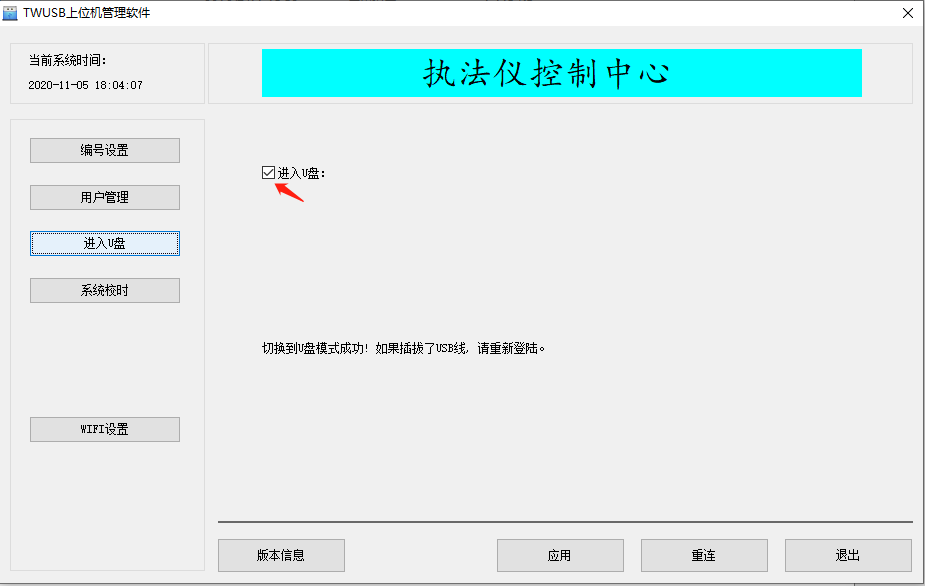 TWUSB上位机管理软件
当前系统时间:
2020-11-05 18:04:07
执法仪控制中心
编号设置
用户管理
进入U盘
系统校时
WIFI设置
进入U盘:
切换到U盘模式成功! 如果插拔了USB线, 请重新登陆。
版本信息
应用
重连
退出